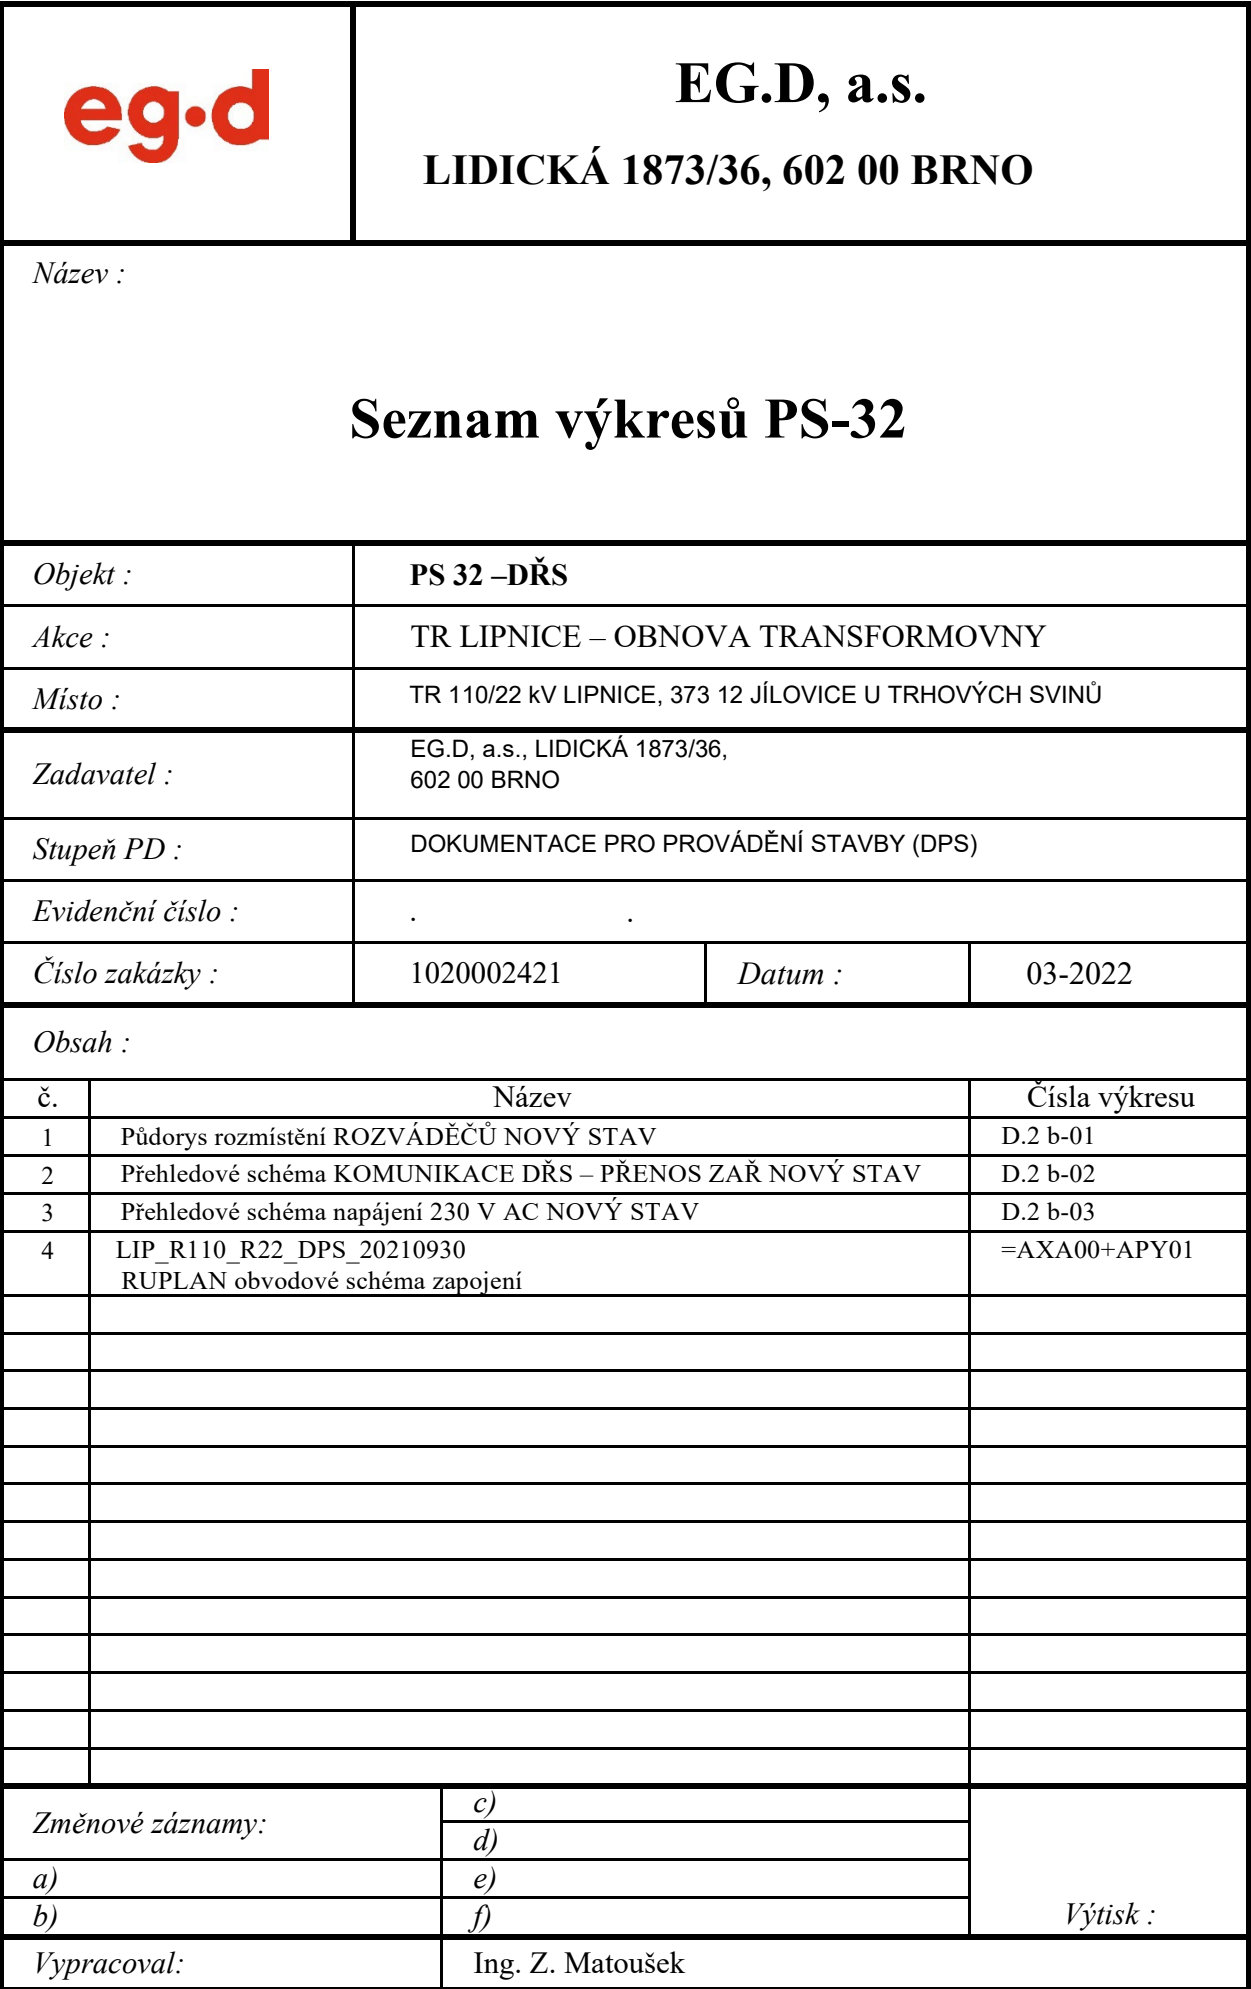 eg·d
EG.D, a.s.
LIDICKÁ 1873/36, 602 00 BRNO
Název :
Seznam výkresů PS-32
Objekt :
PS 32 –DŘS
Akce :
TR LIPNICE – OBNOVA TRANSFORMOVNY
Místo :
TR 110/22 kV LIPNICE, 373 12 JÍLOVICE U TRHOVÝCH SVINŮ
Zadavatel :
EG.D, a.s., LIDICKÁ 1873/36,
602 00 BRNO
Stupeň PD :
DOKUMENTACE PRO PROVÁDĚNÍ STAVBY (DPS)
Evidenční číslo :
. .
Číslo zakázky :
1020002421
Datum :
03-2022
Obsah :
č. Název Čísla výkresu
1 Půdorys rozmístění ROZVÁDĚČŮ NOVÝ STAV D.2 b-01
2 Přehledové schéma KOMUNIKACE DŘS – PŘENOS ZAŘ NOVÝ STAV D.2 b-02
3 Přehledové schéma napájení 230 V AC NOVÝ STAV D.2 b-03
4 LIP_R110_R22_DPS_20210930 =AXA00+APY01
RUPLAN obvodové schéma zapojení
Změnové záznamy:
c)
d)
a)
e)
b)
f)
Výtisk :
Vypracoval:
Ing. Z. Matoušek